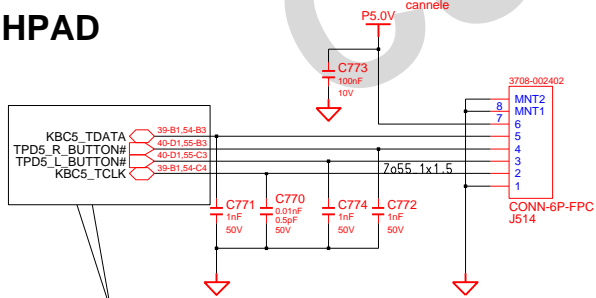 cannele
HPAD
P5.0V
C773
100nF
10V
3708-002402
MNT2
8 MNT1
7
6
KBC5_TDATA 39-B1,54-B3 5
TPD5_R_BUTTON# 40-D1,55-B3 4
TPD5_L_BUTTON# 40-D1,55-C3 3
KBC5_TCLK 39-B1,54-C4 7o55_1x1.5 2
1
C771
1nF
50V
C770
0.01nF
0.5pF
50V
C774
1nF
50V
C772
1nF
50V
CONN-6P-FPC
J514